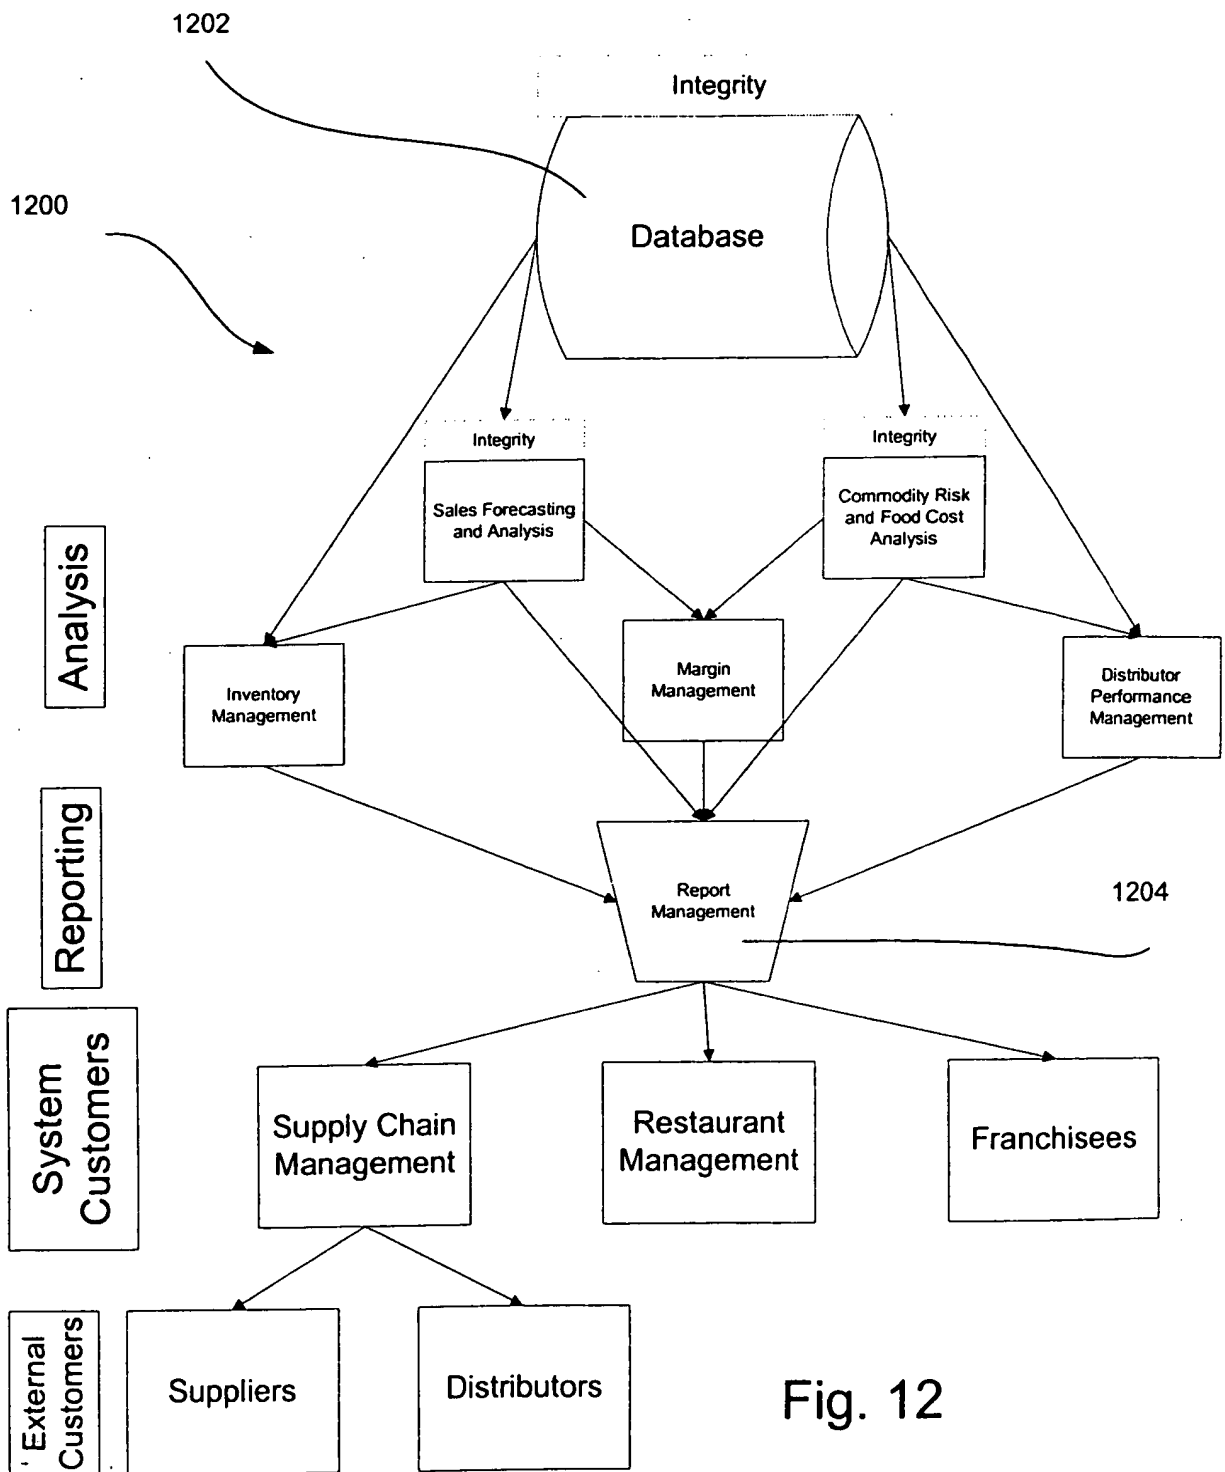 1202
Integrity
1200
Database
Integrity
Integrity
Sales Forecasting
and Analysis
Commodity Risk
and Food Cost
Analysis
Analysis
Inventory
Management
Margin
Management
Distributor
Performance
Management
Reporting
Report
Management
1204
System
Customers
Supply Chain
Management
Restaurant
Management
Franchisees
External
Customers
Suppliers
Distributors
Fig. 12